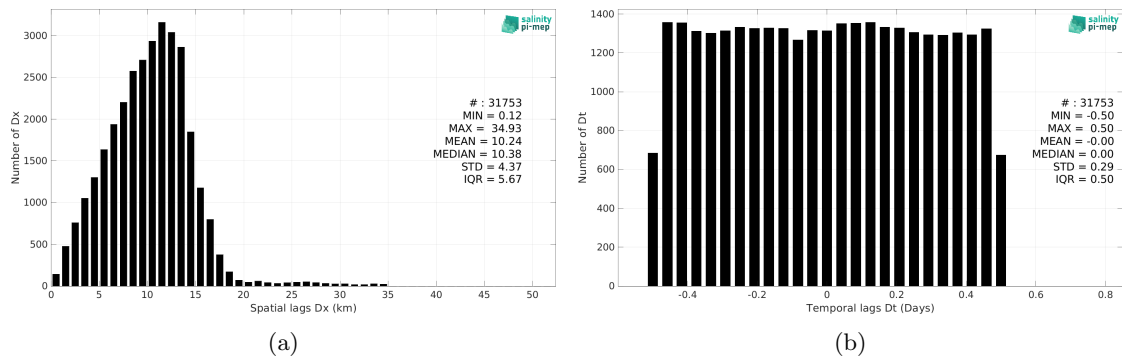 salinity
pi-mep
3000
2500
2000
1500
1000
500
0
Number of Dx
# : 31753
MIN = 0.12
MAX = 34.93
MEAN = 10.24
MEDIAN = 10.38
STD = 4.37
IQR = 5.67
0 5 10 15 20 25 30 35 40 45 50
Spatial lags Dx (km)
(a)
salinity
pi-mep
1400
1200
1000
800
600
400
200
0
Number of Dt
# : 31753
MIN = -0.50
MAX = 0.50
MEAN = -0.00
MEDIAN = 0.00
STD = 0.29
IQR = 0.50
-0.4 -0.2 0 0.2 0.4 0.6 0.8
Temporal lags Dt (Days)
(b)